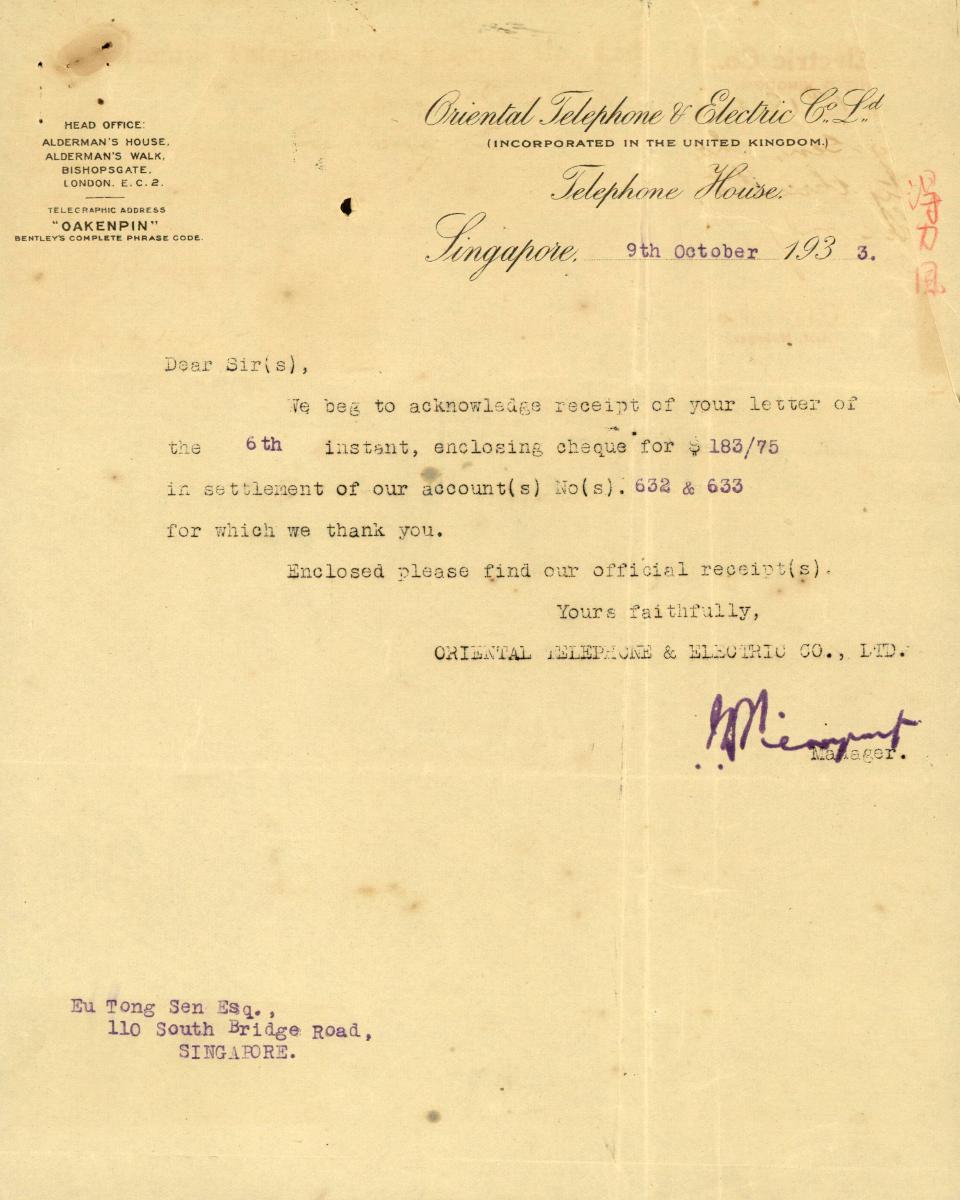 HEAD OFFICE:
ALDERMAN'S HOUSE,
ALDERMAN'S WALK,
BISHOPSGATE,
LONDON. E.C.2.
TELEGRAPHIC ADDRESS
"OAKENPIN"
BENTLEY'S COMPLETE PHRASE CODE.
Oriental Telephone & Electric Co. Ld.
(INCORPORATED IN THE UNITED KINGDOM.)
Telephone House.
Singapore, 9th October 193 3.
Dear Sir(s),
We beg to acknowledge receipt of your letter of
the 6th instant, enclosing cheque for $ 183/75
in settlement of our account(s) No(s). 632 & 633
for which we thank you.
Enclosed please find our official receipt(s).
Yours faithfully,
ORIENTAL TELEPHONE & ELECTRIC CO., LTD.
Manager.
Eu Tong Sen Esq.,
110 South Bridge Road,
SINGAPORE.